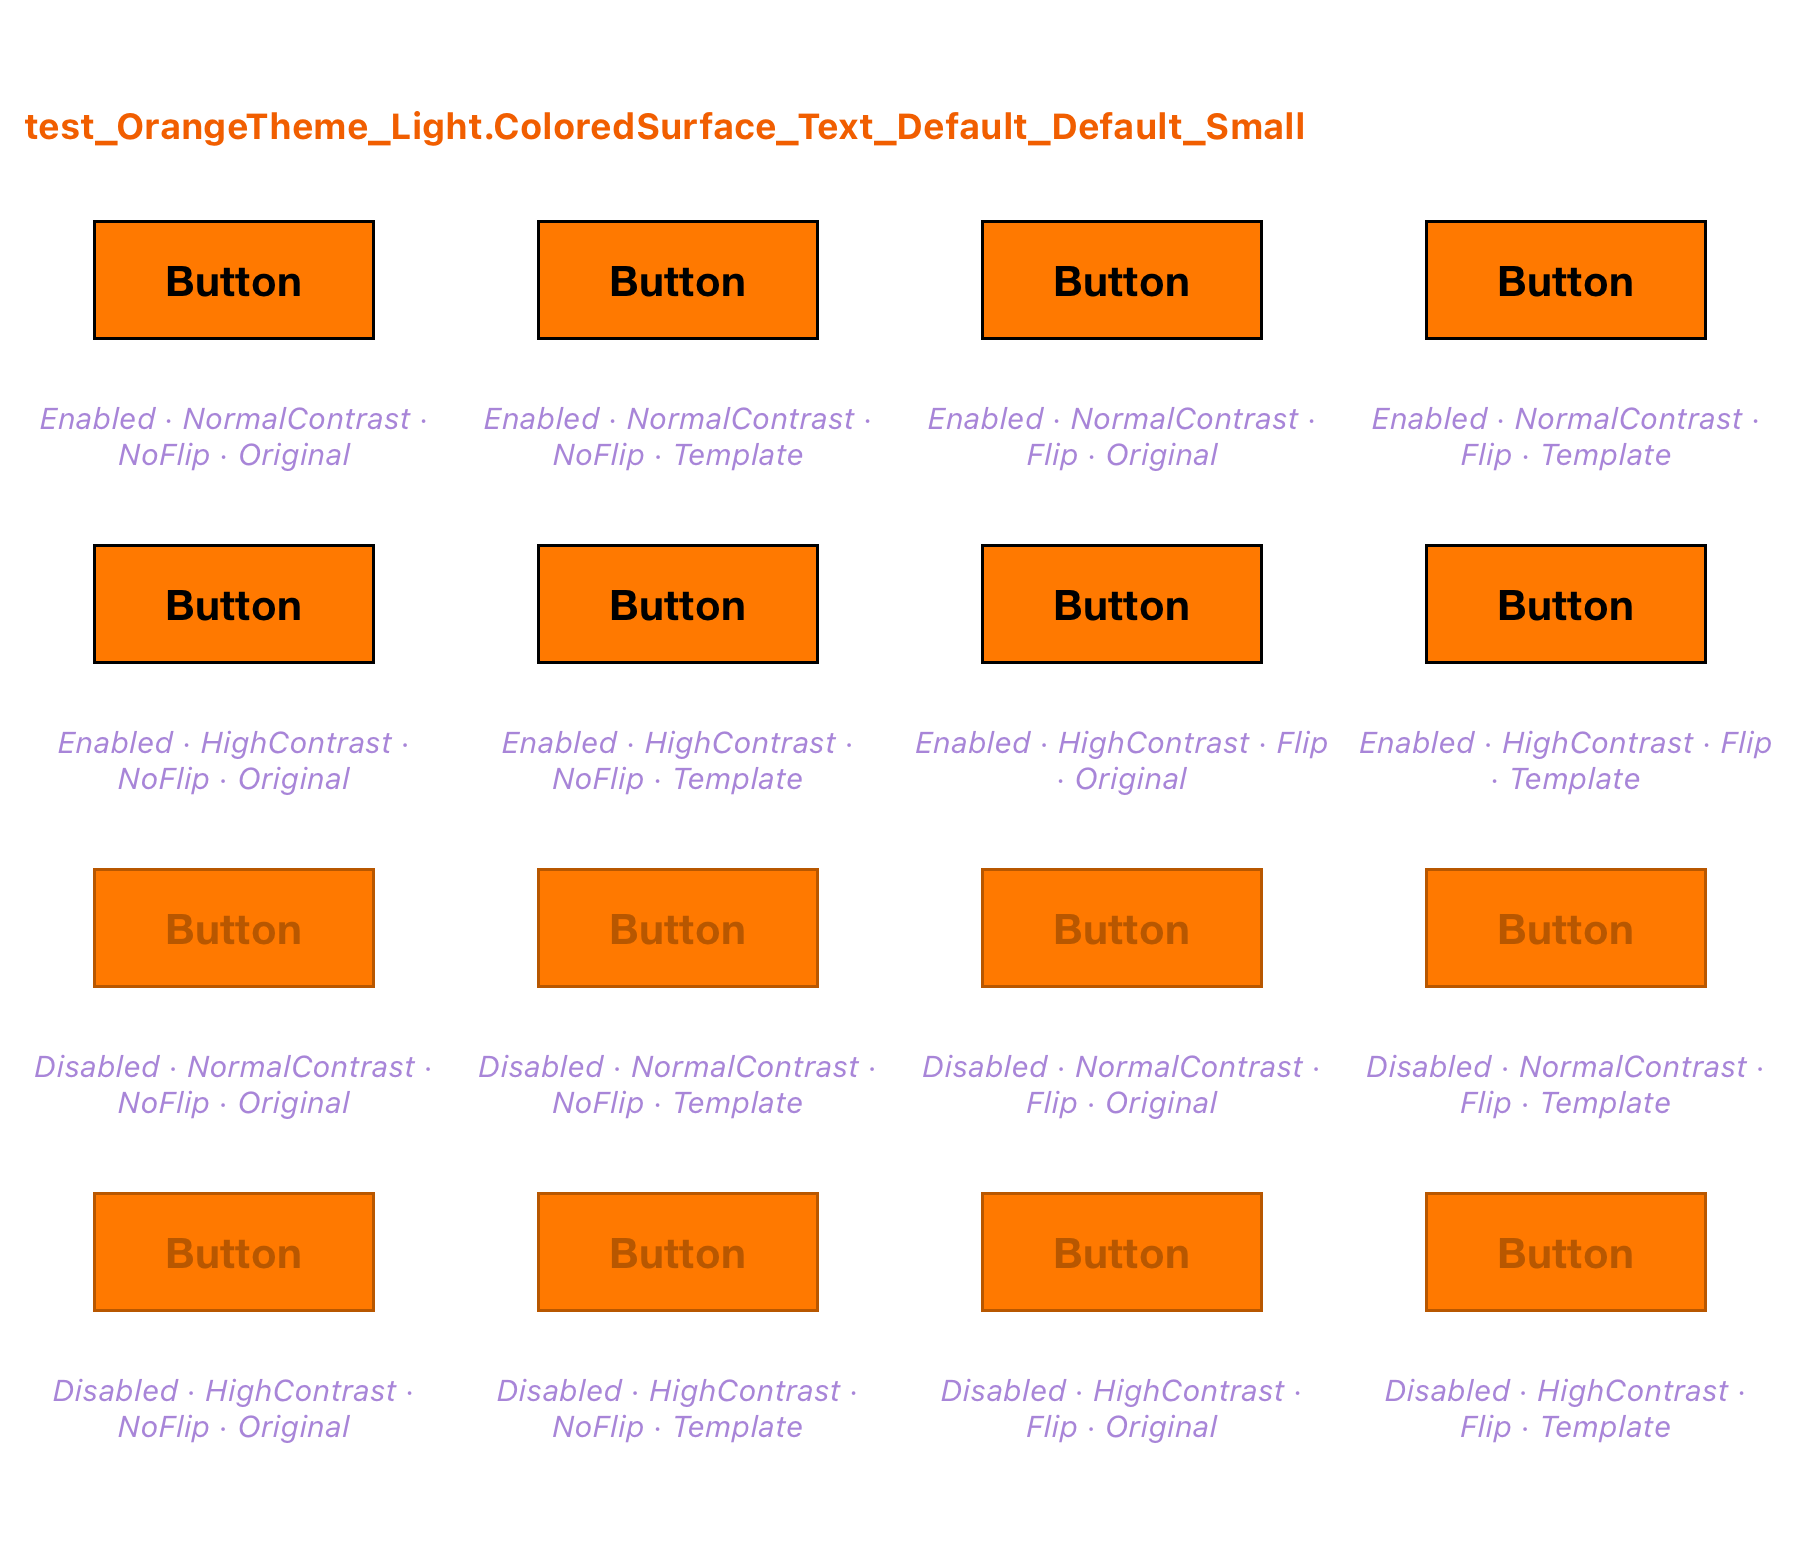 test_OrangeTheme_Light.ColoredSurface_Text_Default_Default_Small
Button Button Button Button
Enabled · NormalContrast ·
NoFlip · Original
Enabled · NormalContrast ·
NoFlip · Template
Enabled · NormalContrast ·
Flip · Original
Enabled · NormalContrast ·
Flip · Template
Button Button Button Button
Enabled · HighContrast ·
NoFlip · Original
Enabled · HighContrast ·
NoFlip · Template
Enabled · HighContrast · Flip
· Original
Enabled · HighContrast · Flip
· Template
Button Button Button Button
Disabled · NormalContrast ·
NoFlip · Original
Disabled · NormalContrast ·
NoFlip · Template
Disabled · NormalContrast ·
Flip · Original
Disabled · NormalContrast ·
Flip · Template
Button Button Button Button
Disabled · HighContrast ·
NoFlip · Original
Disabled · HighContrast ·
NoFlip · Template
Disabled · HighContrast ·
Flip · Original
Disabled · HighContrast ·
Flip · Template